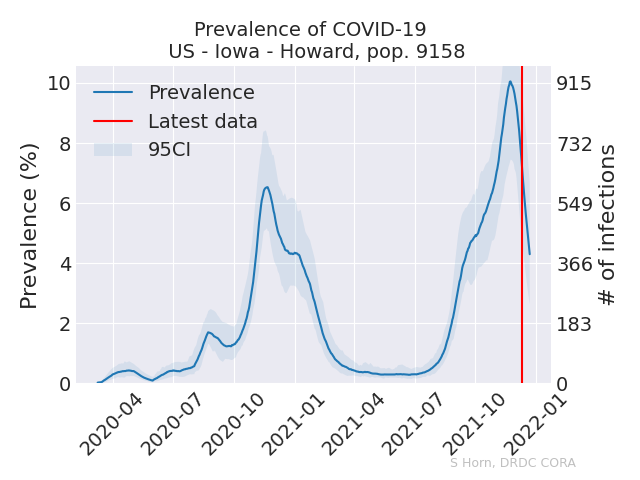 Prevalence of COVID-19
US - Iowa - Howard, pop. 9158
Prevalence (%)
10
8
6
4
2
0
Prevalence
Latest data
95CI
915
732
549
366
183
0
# of infections
2020-04
2020-07
2020-10
2021-01
2021-04
2021-07
2021-10
2022-01
S Horn, DRDC CORA